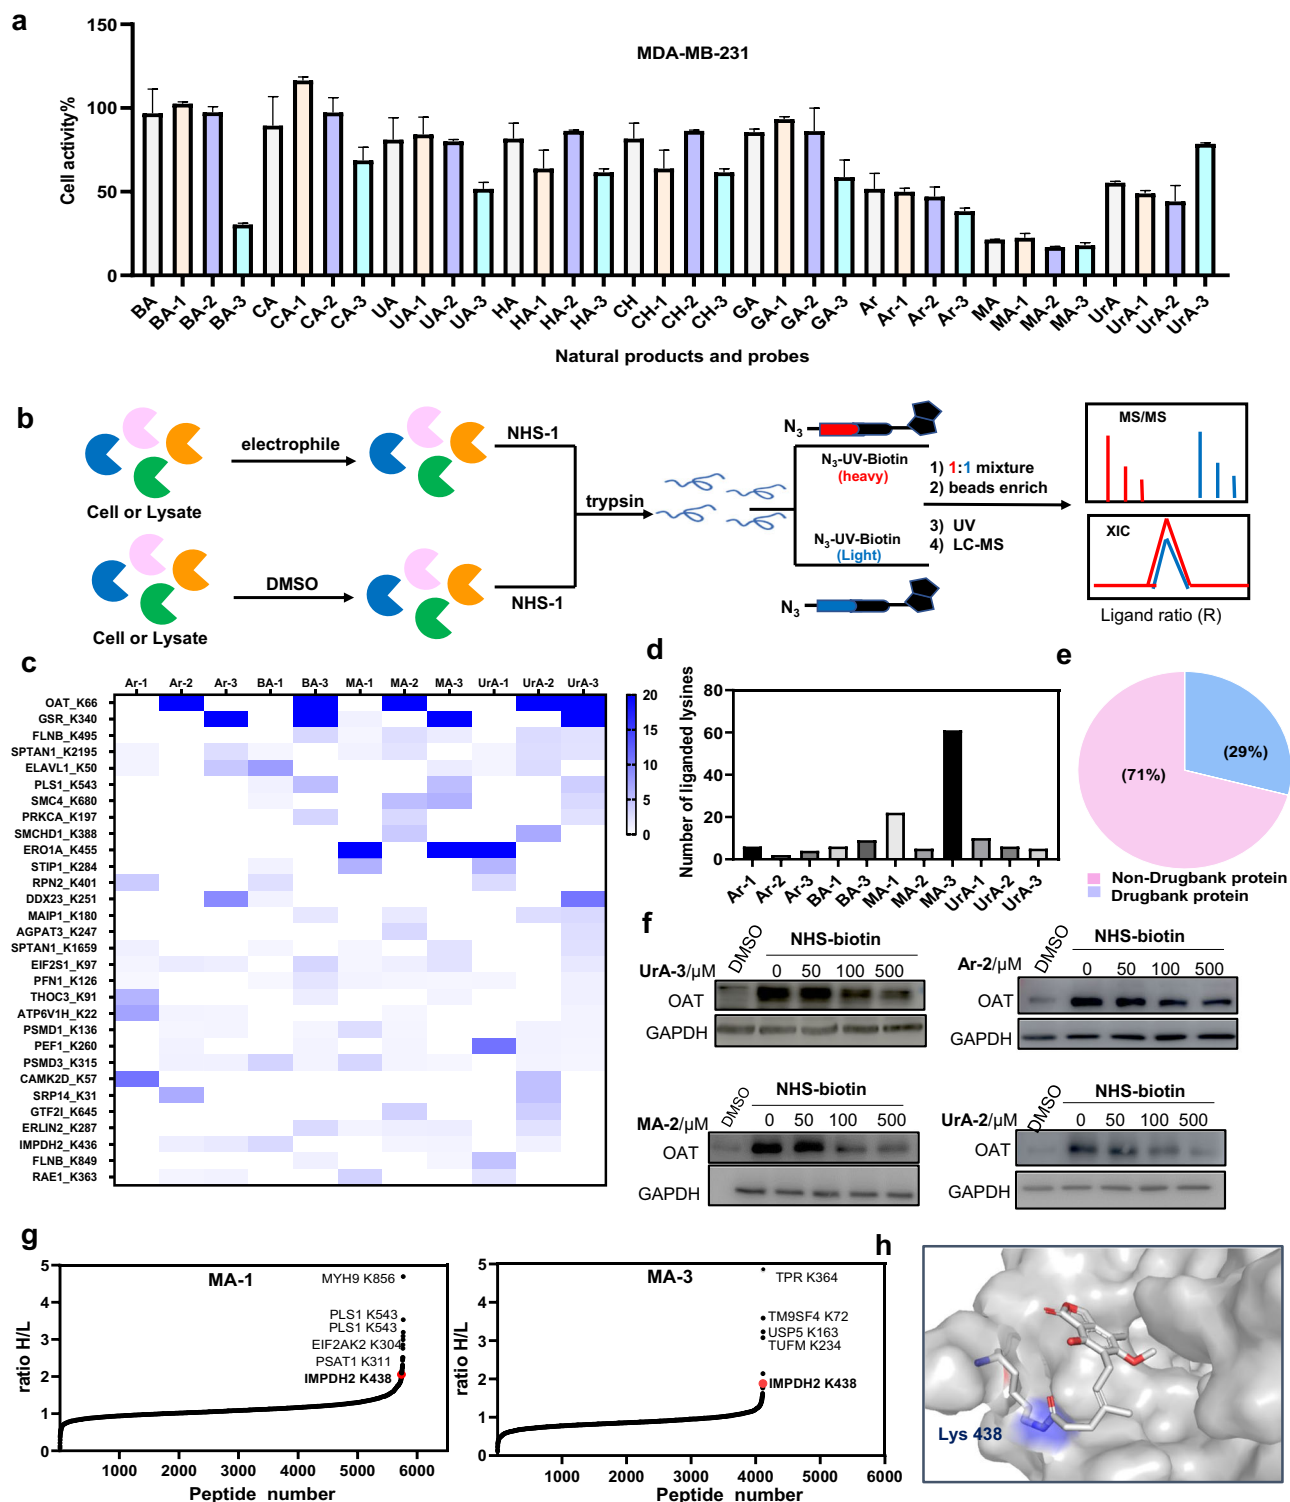 a
MDA-MB-231
Cell activity%
150
100
50
0
BA
BA-1
BA-2
BA-3
CA
CA-1
CA-2
CA-3
UA
UA-1
UA-2
UA-3
HA
HA-1
HA-2
HA-3
CH
CH-1
CH-2
CH-3
GA
GA-1
GA-2
GA-3
Ar
Ar-1
Ar-2
Ar-3
MA
MA-1
MA-2
MA-3
UrA
UrA-1
UrA-2
UrA-3
Natural products and probes
b
electrophile
NHS-1
Cell or Lysate
DMSO
NHS-1
Cell or Lysate
trypsin
N3
N3-UV-Biotin
(heavy)
N3-UV-Biotin
(Light)
N3
1) 1:1 mixture
2) beads enrich
3) UV
4) LC-MS
MS/MS
XIC
Ligand ratio (R)
c
Ar-1 Ar-2 Ar-3 BA-1 BA-3 MA-1 MA-2 MA-3 UrA-1 UrA-2 UrA-3
OAT_K66
GSR_K340
FLNB_K495
SPTAN1_K2195
ELAVL1_K50
PLS1_K543
SMC4_K680
PRKCA_K197
SMCHD1_K388
ERO1A_K455
STIP1_K284
RPN2_K401
DDX23_K251
MAIP1_K180
AGPAT3_K247
SPTAN1_K1659
EIF2S1_K97
PFN1_K126
THOC3_K91
ATP6V1H_K22
PSMD1_K136
PEF1_K260
PSMD3_K315
CAMK2D_K57
SRP14_K31
GTF2I_K645
ERLIN2_K287
IMPDH2_K436
FLNB_K849
RAE1_K363
20
15
10
5
0
d
Number of liganded lysines
80
60
40
20
0
Ar-1
Ar-2
Ar-3
BA-1
BA-3
MA-1
MA-2
MA-3
UrA-1
UrA-2
UrA-3
e
(29%)
(71%)
Non-Drugbank protein
Drugbank protein
f
DMSO
NHS-biotin
UrA-3/μM 0 50 100 500
OAT
GAPDH
DMSO
NHS-biotin
Ar-2/μM 0 50 100 500
OAT
GAPDH
DMSO
NHS-biotin
MA-2/μM 0 50 100 500
OAT
GAPDH
DMSO
NHS-biotin
UrA-2/μM 0 50 100 500
OAT
GAPDH
g
MA-1
ratio H/L
5
4
3
2
1
0
MYH9 K856
PLS1 K543
PLS1 K543
EIF2AK2 K304
PSAT1 K311
IMPDH2 K438
1000 2000 3000 4000 5000 6000
Peptide number
MA-3
ratio H/L
5
4
3
2
1
0
TPR K364
TM9SF4 K72
USP5 K163
TUFM K234
IMPDH2 K438
1000 2000 3000 4000 5000 6000
Peptide number
h
Lys 438